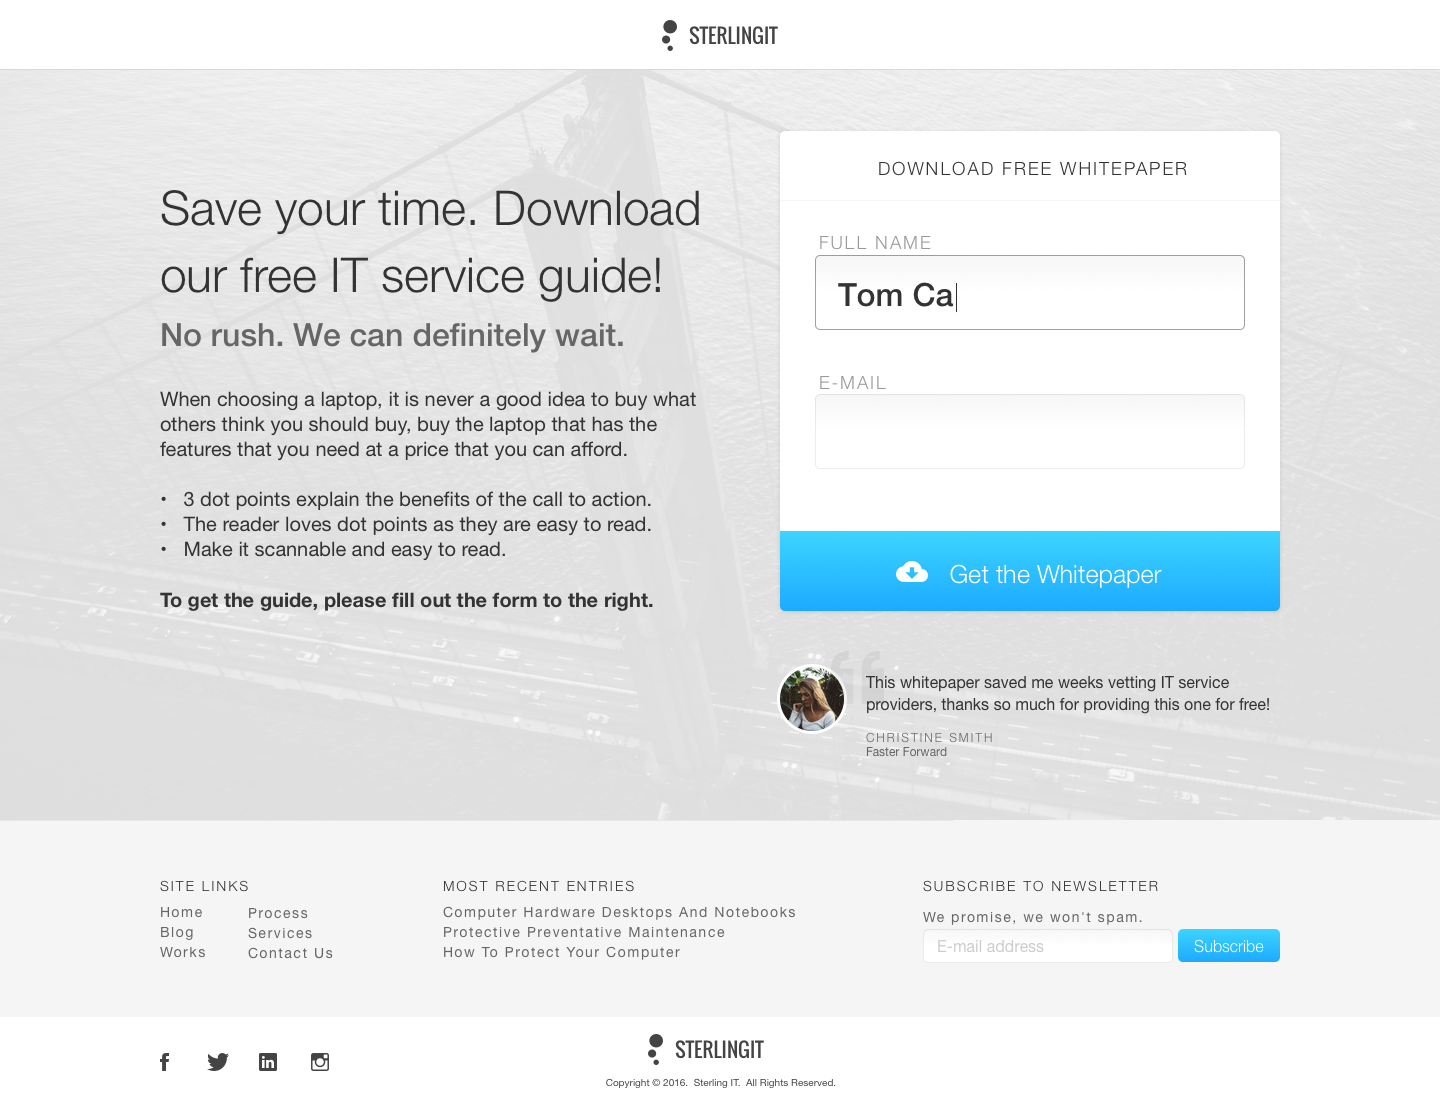 STERLINGIT
Save your time. Download
our free IT service guide!
No rush. We can definitely wait.
When choosing a laptop, it is never a good idea to buy what
others think you should buy, buy the laptop that has the
features that you need at a price that you can afford.
• 3 dot points explain the benefits of the call to action.
• The reader loves dot points as they are easy to read.
• Make it scannable and easy to read.
To get the guide, please fill out the form to the right.
DOWNLOAD FREE WHITEPAPER
FULL NAME
Tom Ca
E-MAIL
Get the Whitepaper
This whitepaper saved me weeks vetting IT service
providers, thanks so much for providing this one for free!
CHRISTINE SMITH
Faster Forward
SITE LINKS
Home
Blog
Works
Process
Services
Contact Us
MOST RECENT ENTRIES
Computer Hardware Desktops And Notebooks
Protective Preventative Maintenance
How To Protect Your Computer
SUBSCRIBE TO NEWSLETTER
We promise, we won't spam.
E-mail address
Subscribe
STERLINGIT
Copyright © 2016. Sterling IT. All Rights Reserved.